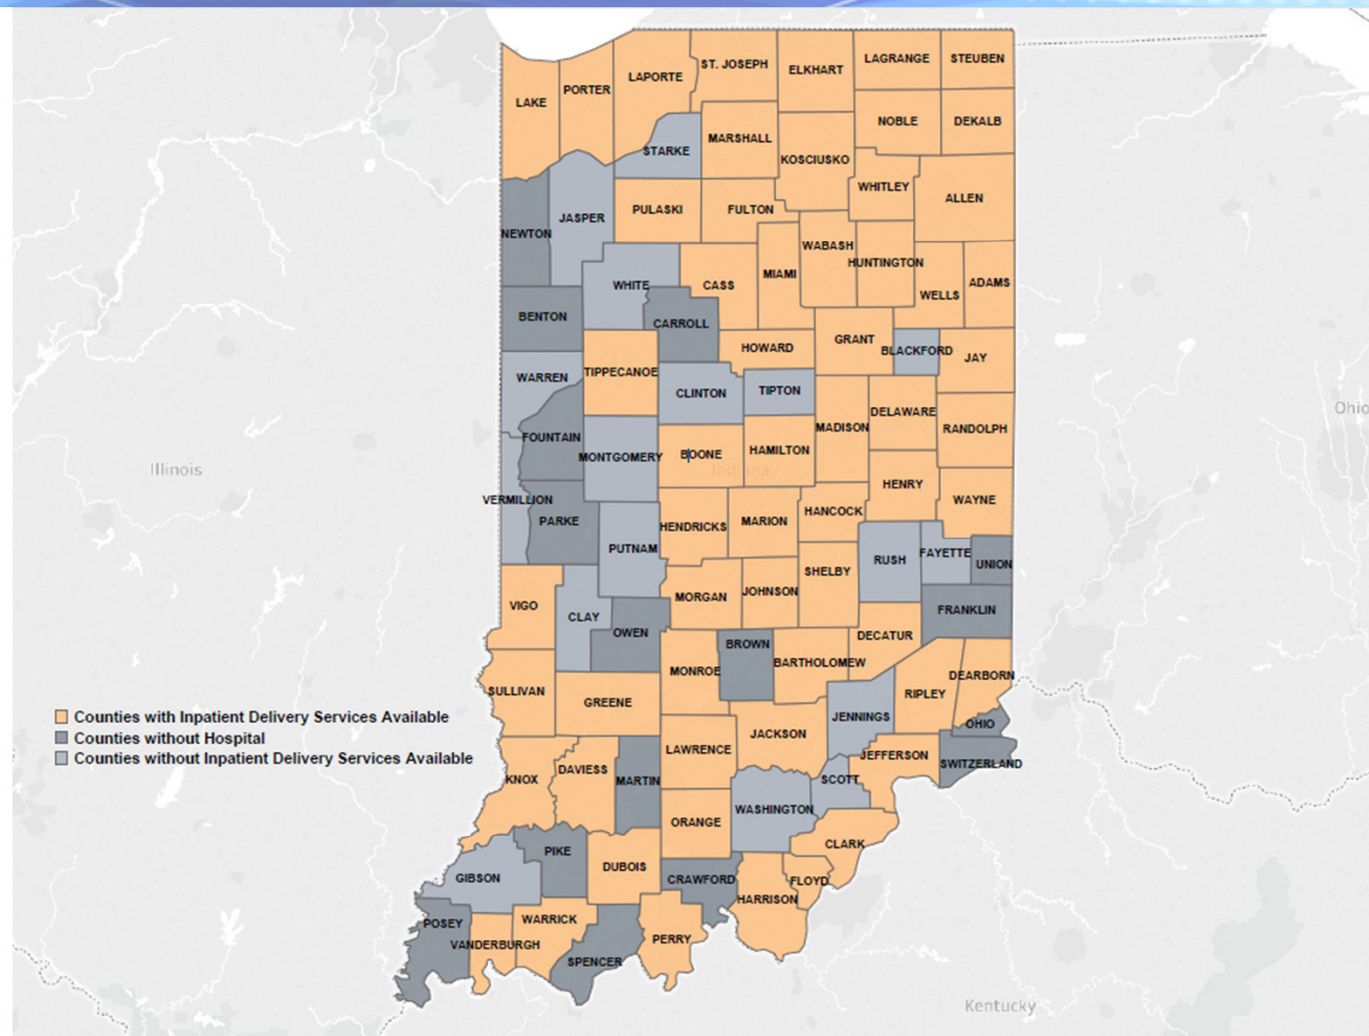 ST. JOSEPH
ELKHART
LAGRANGE
STEUBEN
LAPORTE
PORTER
LAKE
NOBLE
DEKALB
MARSHALL
STARKE
KOSCIUSKO
WHITLEY
ALLEN
PULASKI
FULTON
JASPER
NEWTON
WABASH
HUNTINGTON
MIAMI
ADAMS
WHITE
CASS
WELLS
BENTON
CARROLL
GRANT
HOWARD
BLACKFORD
JAY
TIPPECANOE
WARREN
TIPTON
CLINTON
DELAWARE
Ohio
MADISON
RANDOLPH
FOUNTAIN
HAMILTON
BOONE
MONTGOMERY
Illinois
Indiana
HENRY
VERMILLION
WAYNE
HANCOCK
PARKE
MARION
HENDRICKS
PUTNAM
FAYETTE
RUSH
UNION
SHELBY
JOHNSON
MORGAN
VIGO
FRANKLIN
CLAY
OWEN
DECATUR
BROWN
BARTHOLOMEW
MONROE
DEARBORN
SULLIVAN
RIPLEY
GREENE
Counties with Inpatient Delivery Services Available
JENNINGS
OHIO
JACKSON
Counties without Hospital
LAWRENCE
JEFFERSON
Counties without Inpatient Delivery Services Available
SWITZERLAND
DAVIESS
KNOX
MARTIN
SCOTT
WASHINGTON
ORANGE
CLARK
PIKE
DUBOIS
GIBSON
CRAWFORD
FLOYD
HARRISON
WARRICK
POSEY
PERRY
VANDERBURGH
SPENCER
Kentucky